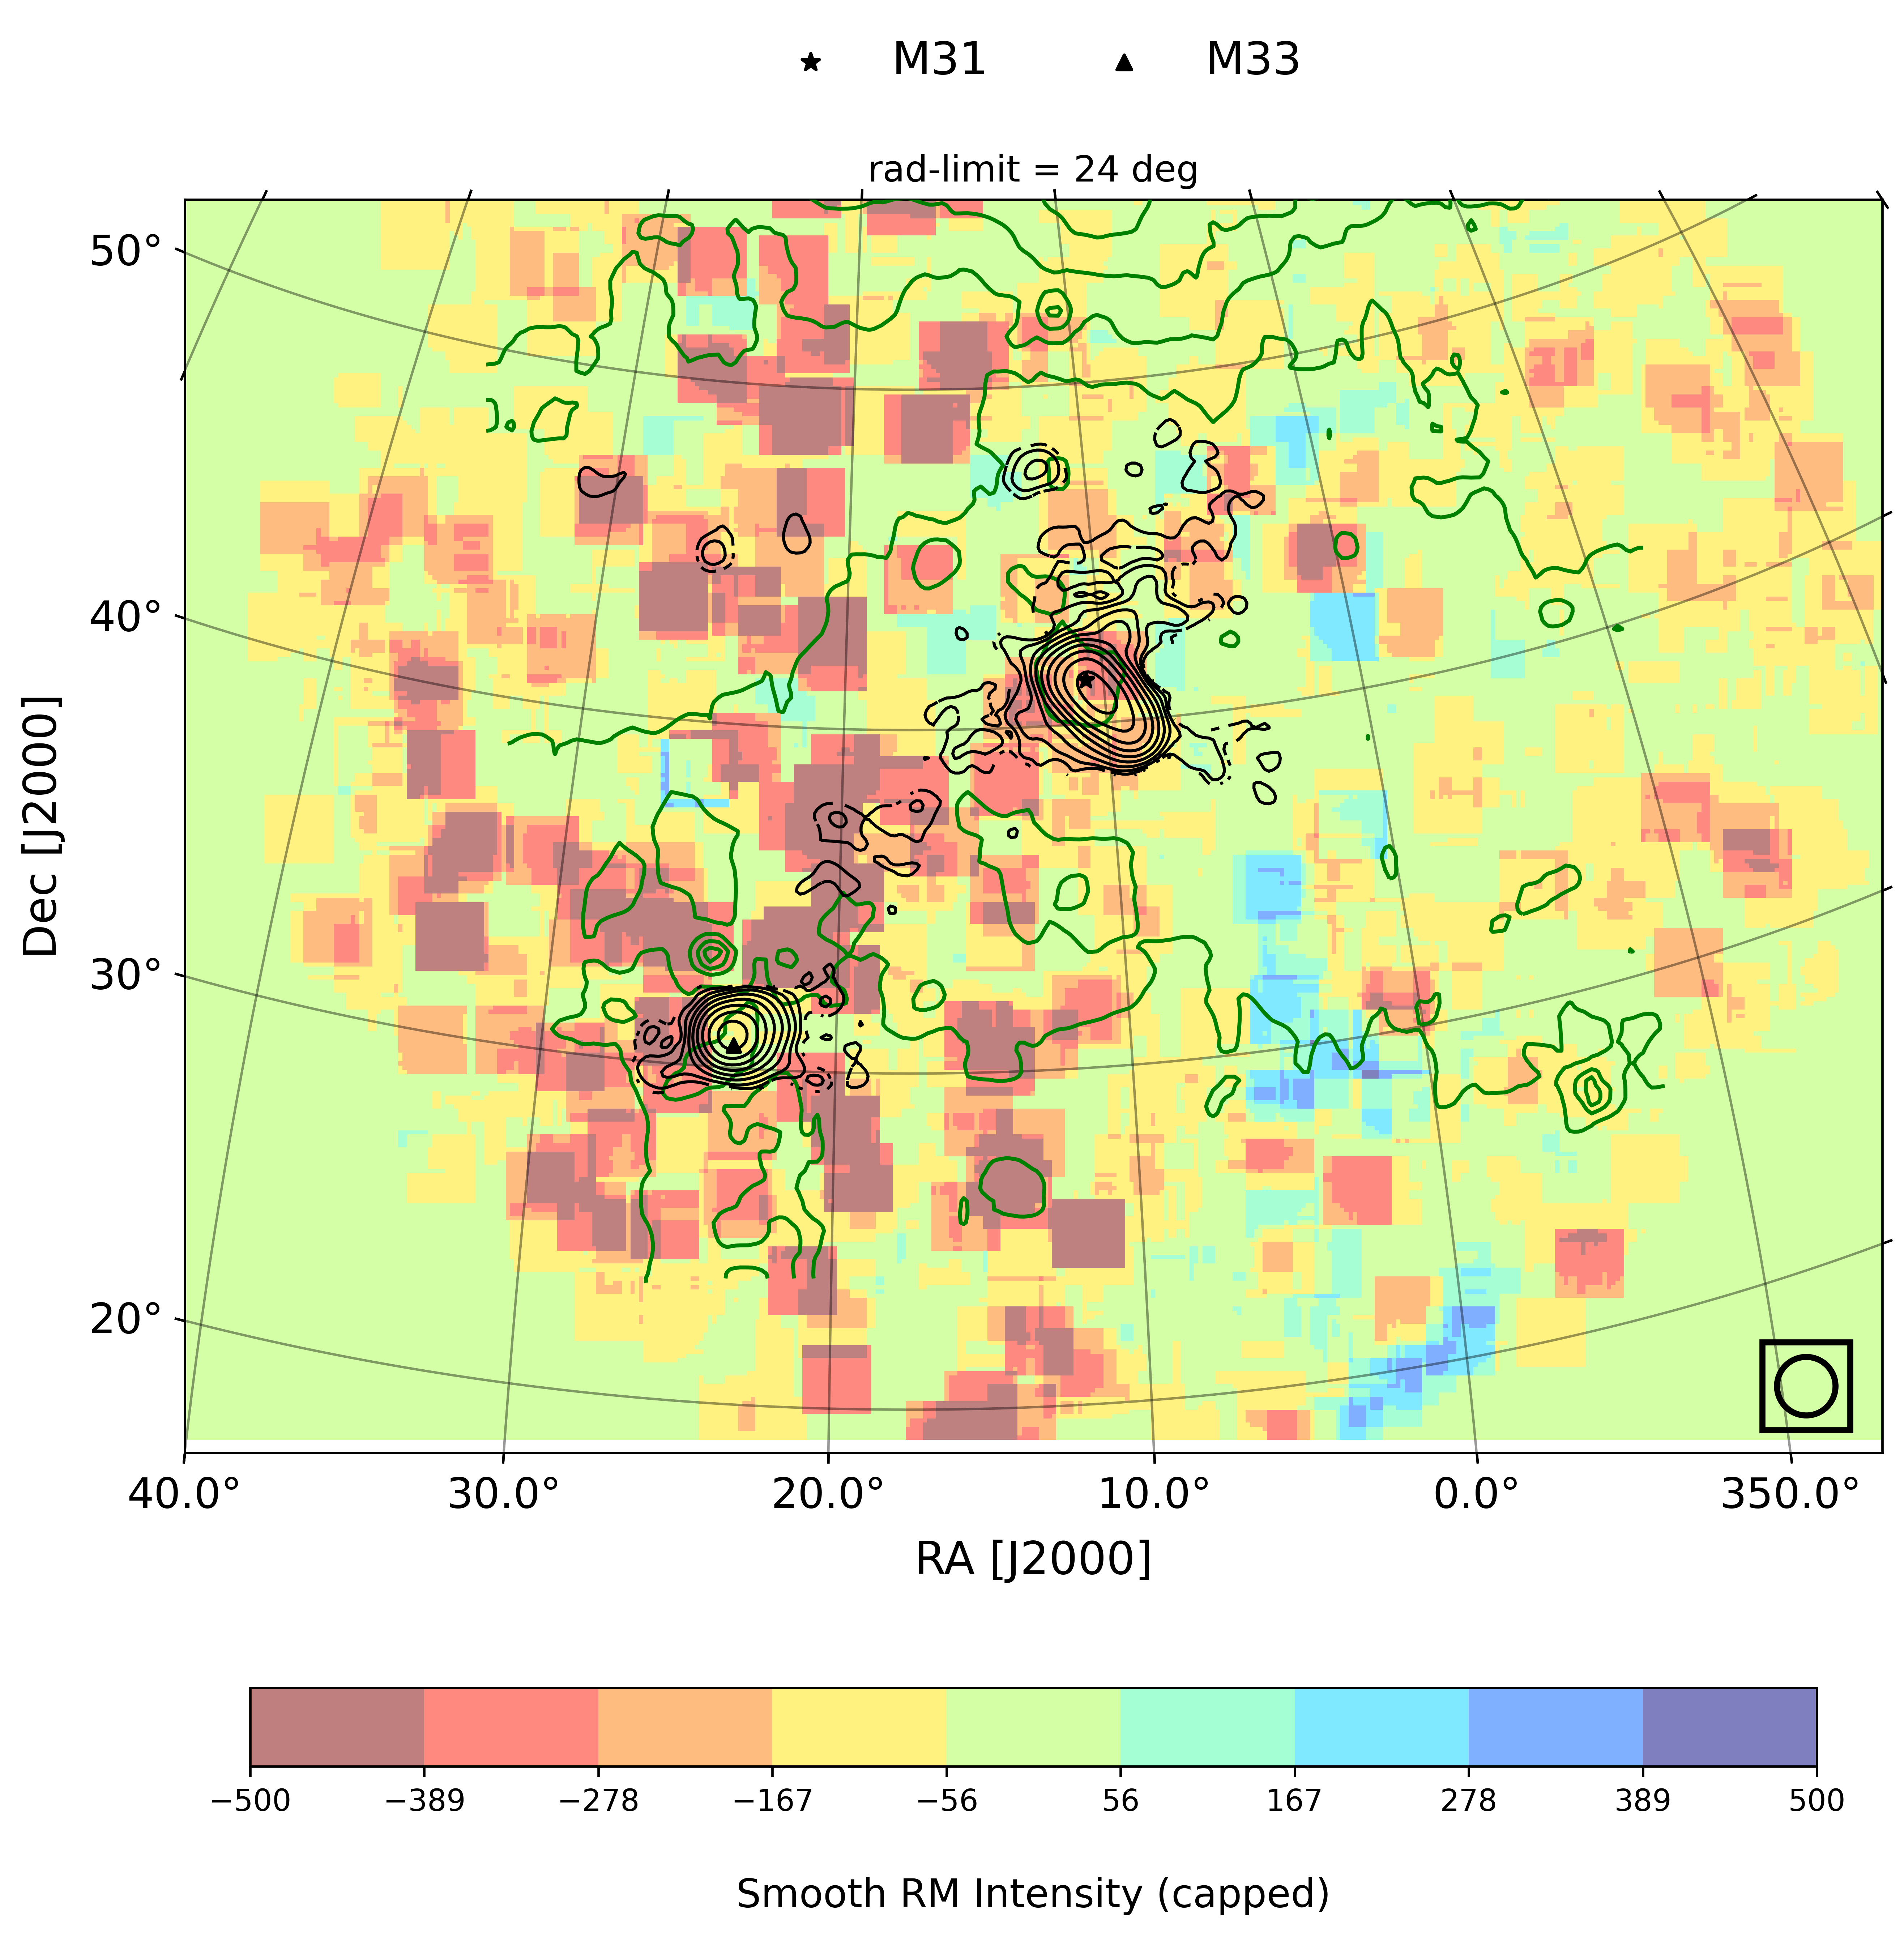 M31 M33
rad-limit = 24 deg
50°
40°
30°
20°
Dec [J2000]
40.0° 30.0° 20.0° 10.0° 0.0° 350.0°
RA [J2000]
−500 −389 −278 −167 −56 56 167 278 389 500
Smooth RM Intensity (capped)